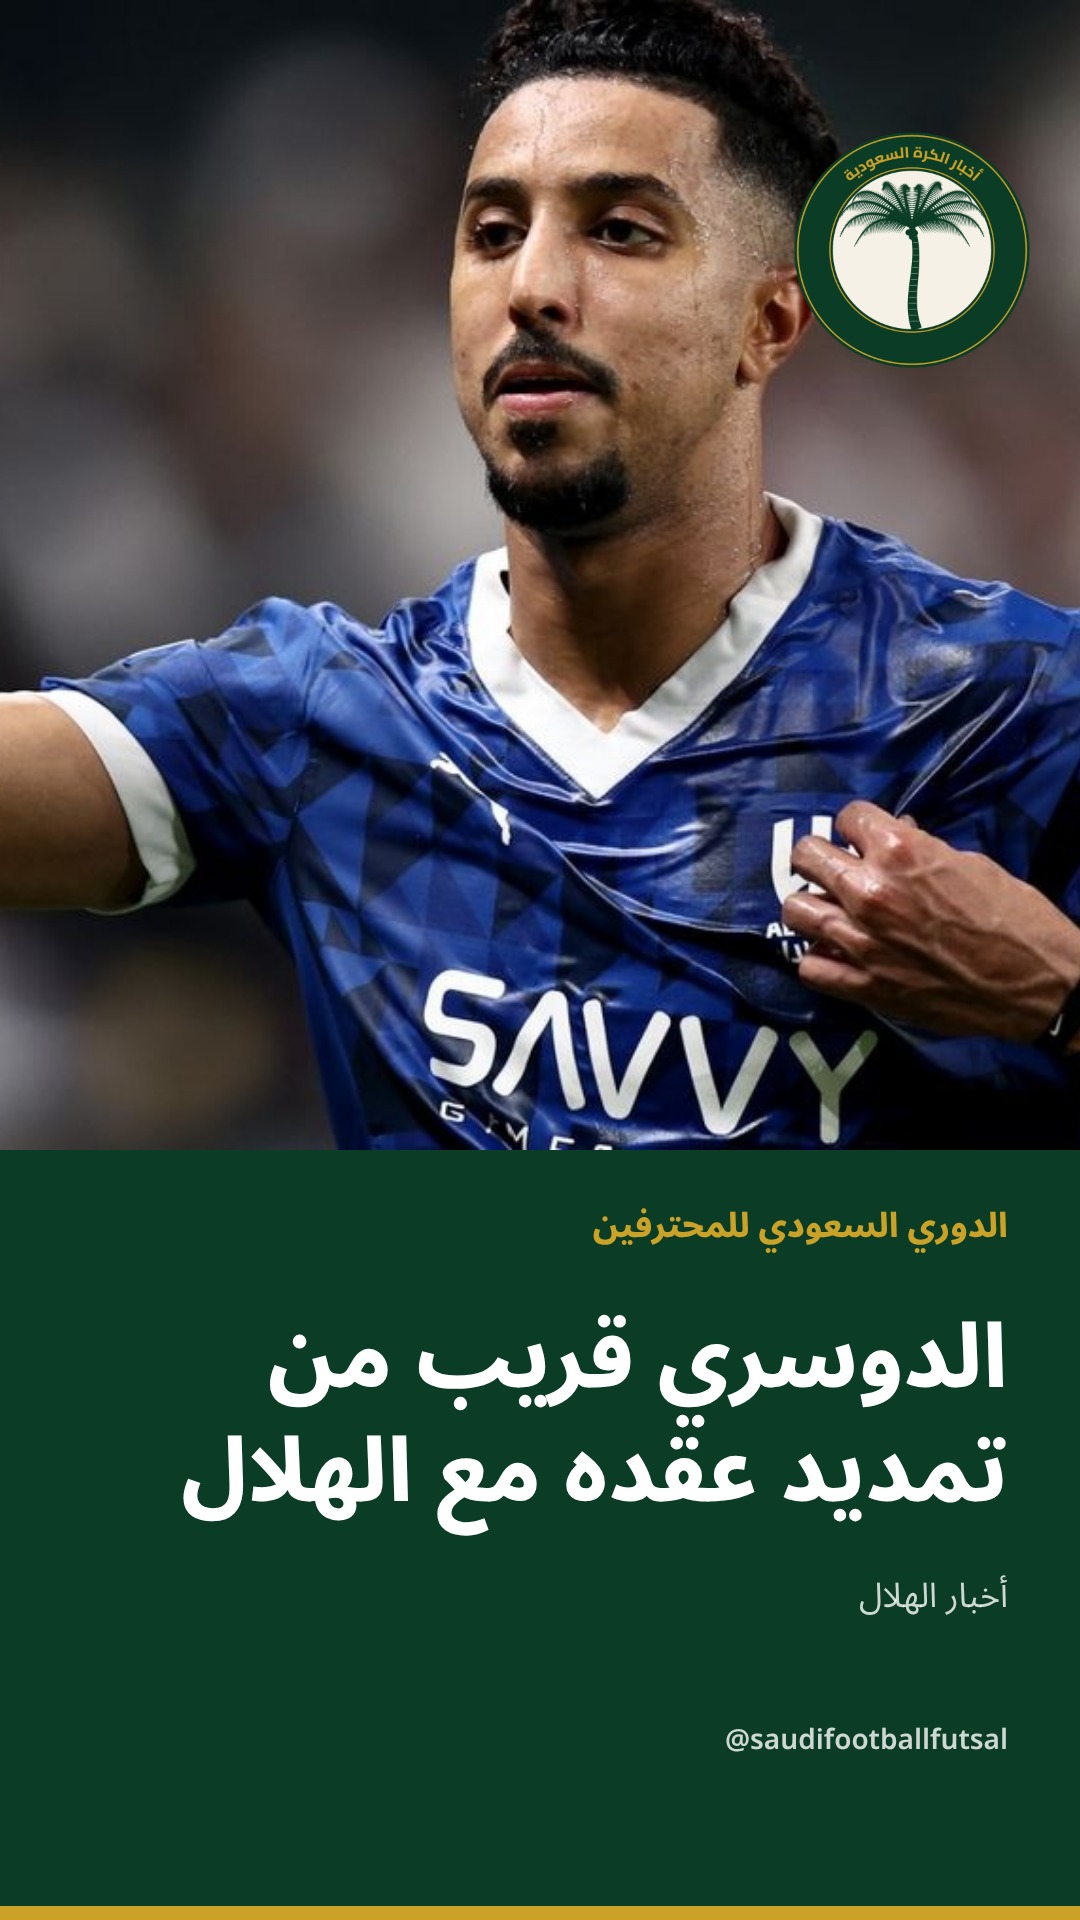 أخبار الكرة السعودية
SAVVY
الدوري السعودي للمحترفين
الدوسري قريب من
تمديد عقده مع الهلال
أخبار الهلال
@saudifootballfutsal